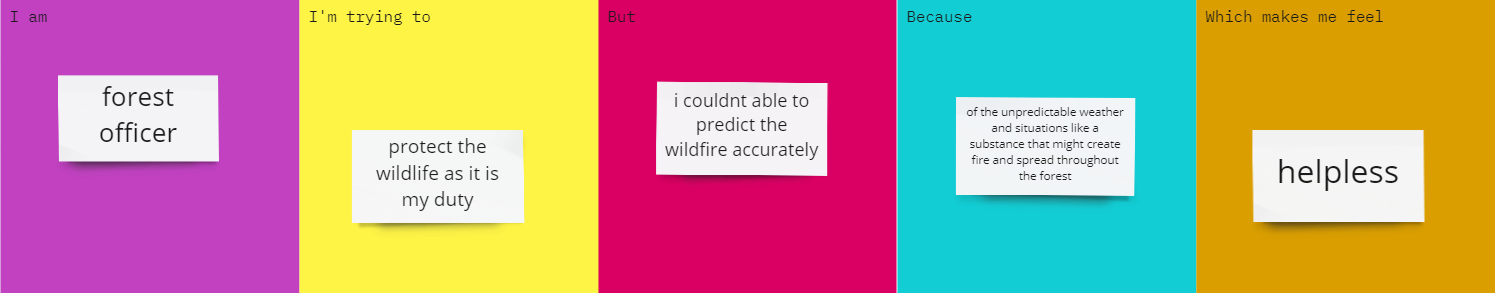 I am
forest
officer
I'm trying to
protect the
wildlife as it is
my duty
But
i couldnt able to
predict the
wildfire accurately
Because
of the unpredictable weather
and situations like a
substance that might create
fire and spread throughout
the forest
Which makes me feel
helpless